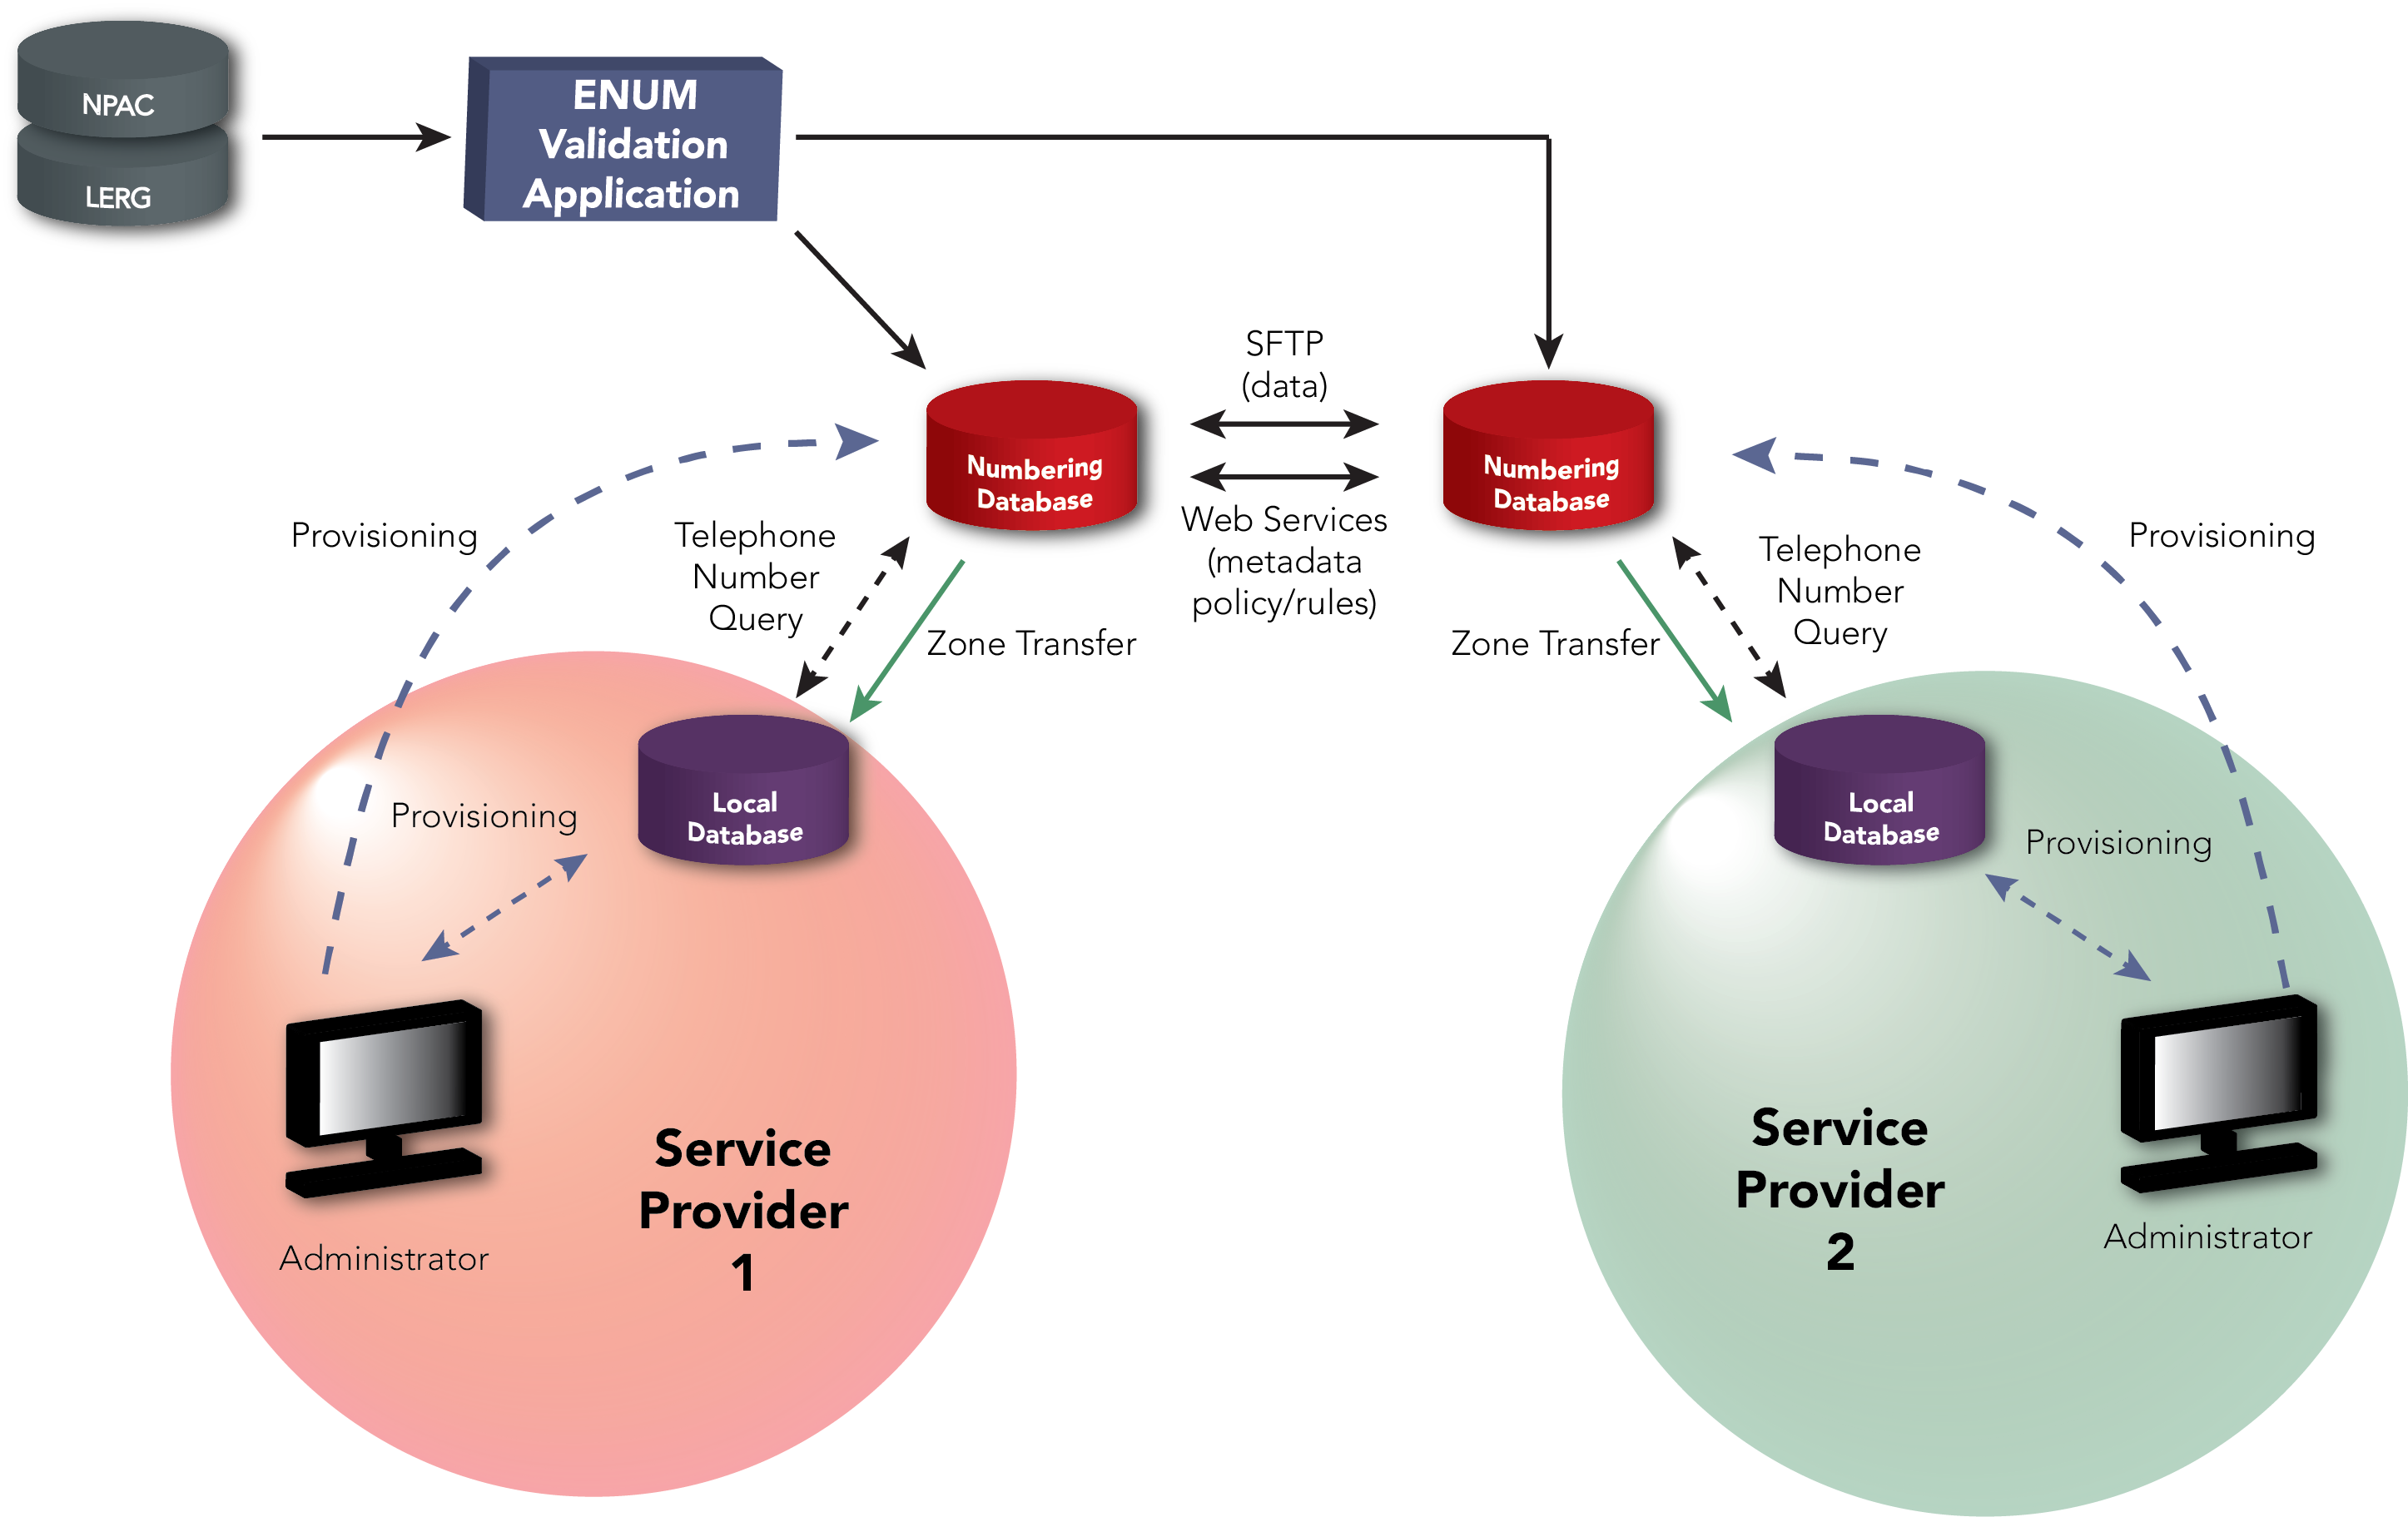 NPAC
LERG
ENUM
Validation
Application
SFTP
(data)
Numbering
Database
Numbering
Database
Web Services
(metadata
policy/rules)
Provisioning
Telephone
Number
Query
Zone Transfer
Zone Transfer
Telephone
Number
Query
Provisioning
Local
Database
Provisioning
Local
Database
Provisioning
Service
Provider
1
Administrator
Service
Provider
2
Administrator